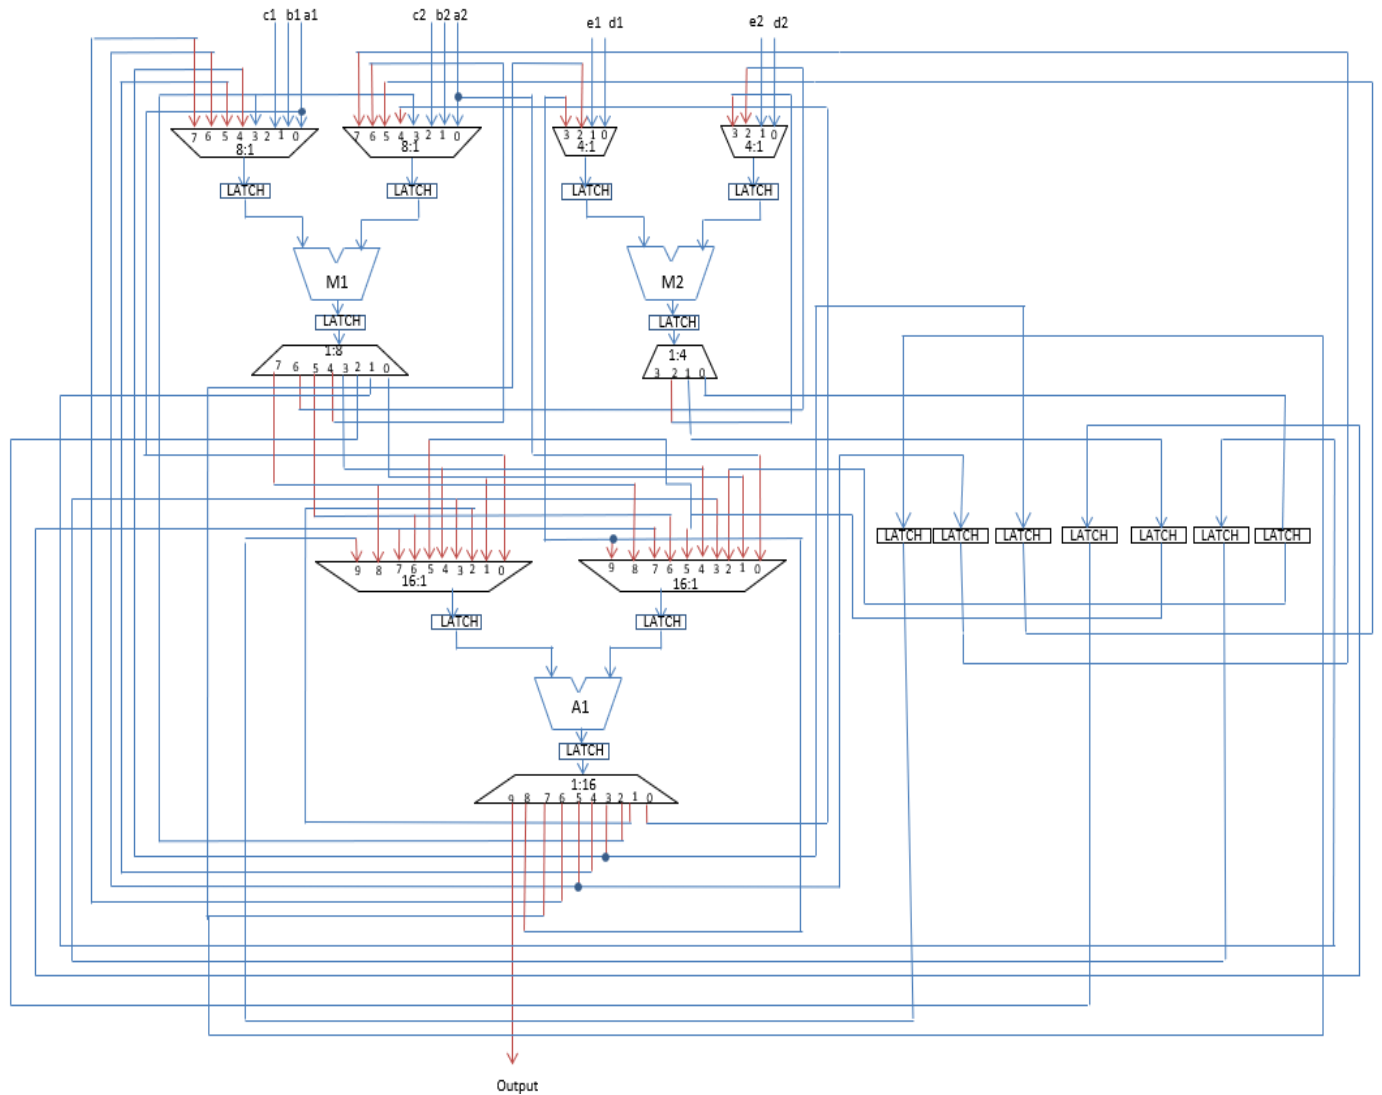 c1 b1 a1
c2 b2 a2
e1 d1
e2 d2
7 6 5 4 3 2 1 0
8:1
7 6 5 4 3 2 1 0
8:1
3 2 1 0
4:1
3 2 1 0
4:1
LATCH
LATCH
LATCH
LATCH
M1
M2
LATCH
LATCH
1:8
7 6 5 4 3 2 1 0
1:4
3 2 1 0
LATCH
LATCH
LATCH
LATCH
LATCH
LATCH
LATCH
9 8 7 6 5 4 3 2 1 0
16:1
9 8 7 6 5 4 3 2 1 0
16:1
LATCH
LATCH
A1
LATCH
1:16
9 8 7 6 5 4 3 2 1 0
Output